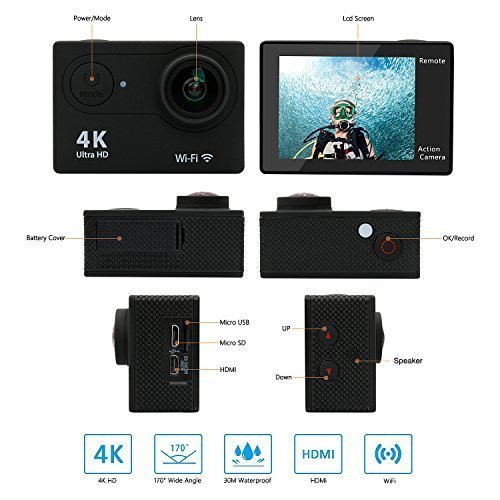 Power/Mode
Lens
Lcd Screen
mode
4K
Ultra HD
Wi-Fi
Remote
Action
Camera
Battery Cover
OK/Record
Micro USB
Micro SD
HDMI
MICRO SD
UP
Down
Speaker
4K
170°
HDMI
4K HD
170° Wide Angle
30M Waterproof
HDMi
WiFi